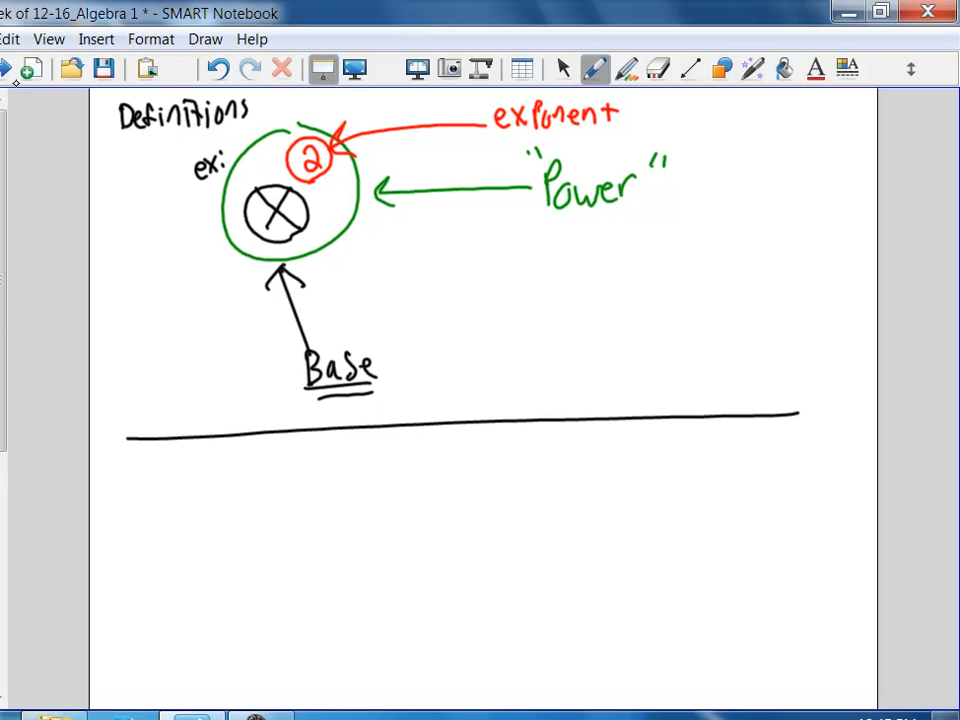 ek of 12-16_Algebra 1 * - SMART Notebook
Edit View Insert Format Draw Help
Definitions
exponent
ex:
2
"Power"
X
Base